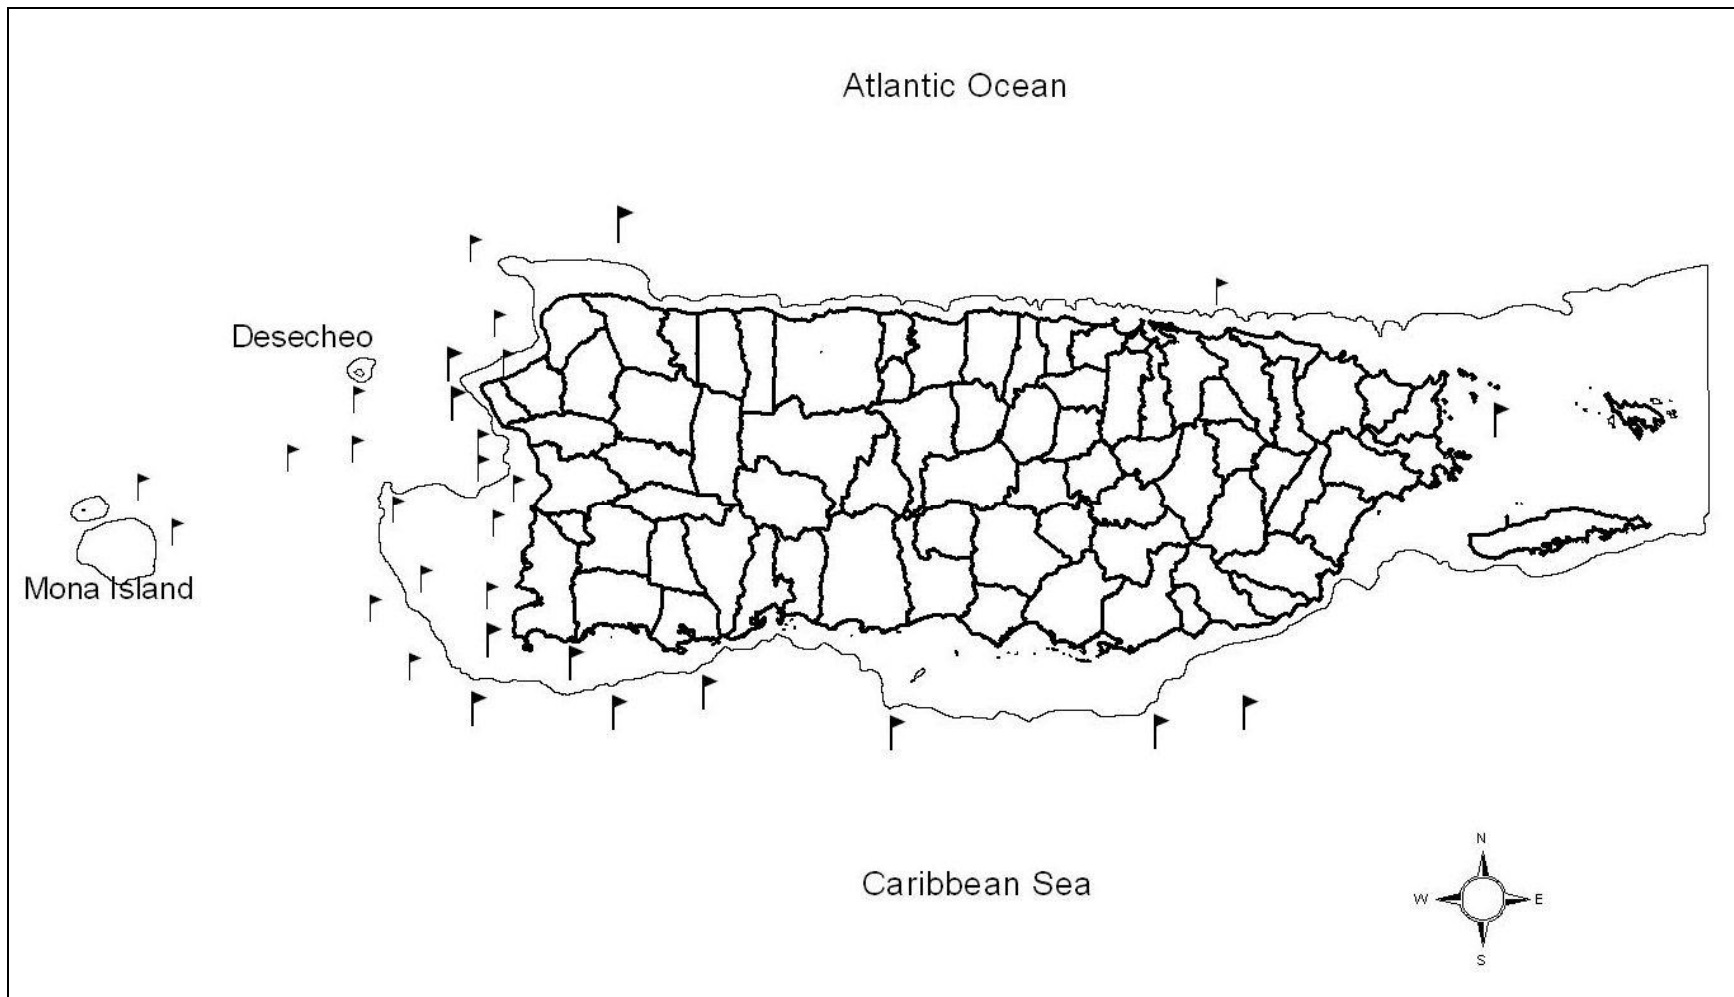 Atlantic Ocean
Desecheo
Mona Island
Caribbean Sea
N
W E
S